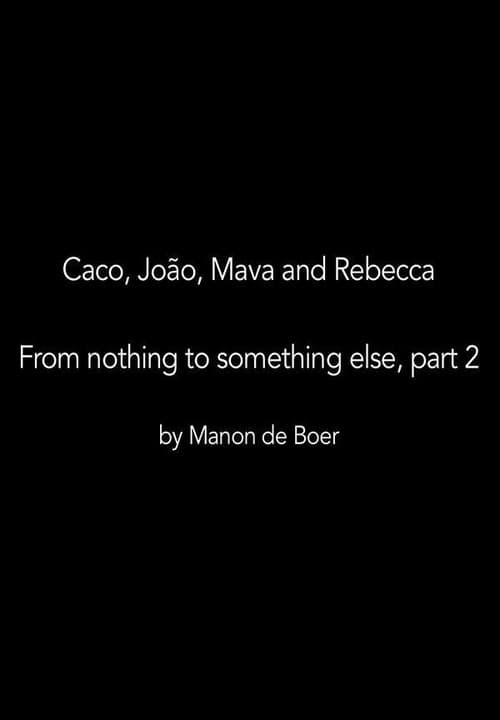 Caco, João, Mava and Rebecca
From nothing to something else, part 2
by Manon de Boer